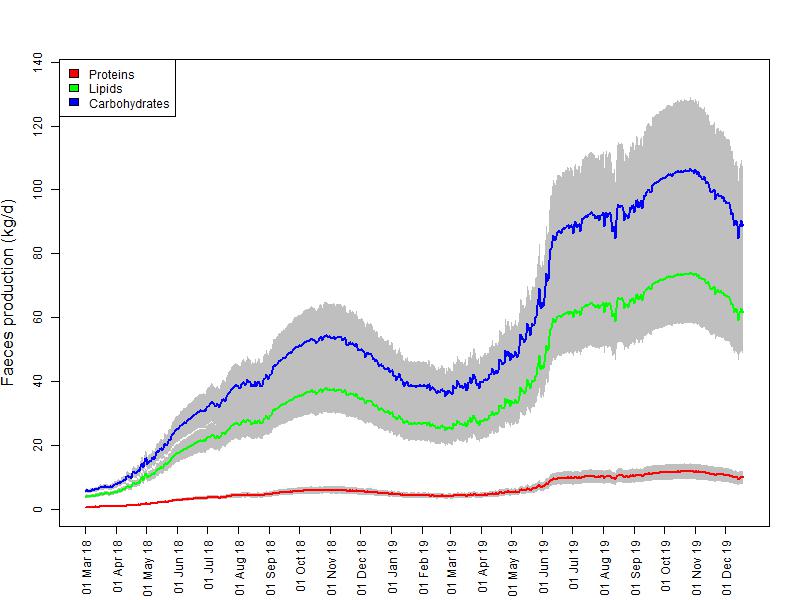 Proteins
Lipids
Carbohydrates
Faeces production (kg/d)
140
120
100
80
60
40
20
0
01 Mar 18
01 Apr 18
01 May 18
01 Jun 18
01 Jul 18
01 Aug 18
01 Sep 18
01 Oct 18
01 Nov 18
01 Dec 18
01 Jan 19
01 Feb 19
01 Mar 19
01 Apr 19
01 May 19
01 Jun 19
01 Jul 19
01 Aug 19
01 Sep 19
01 Oct 19
01 Nov 19
01 Dec 19